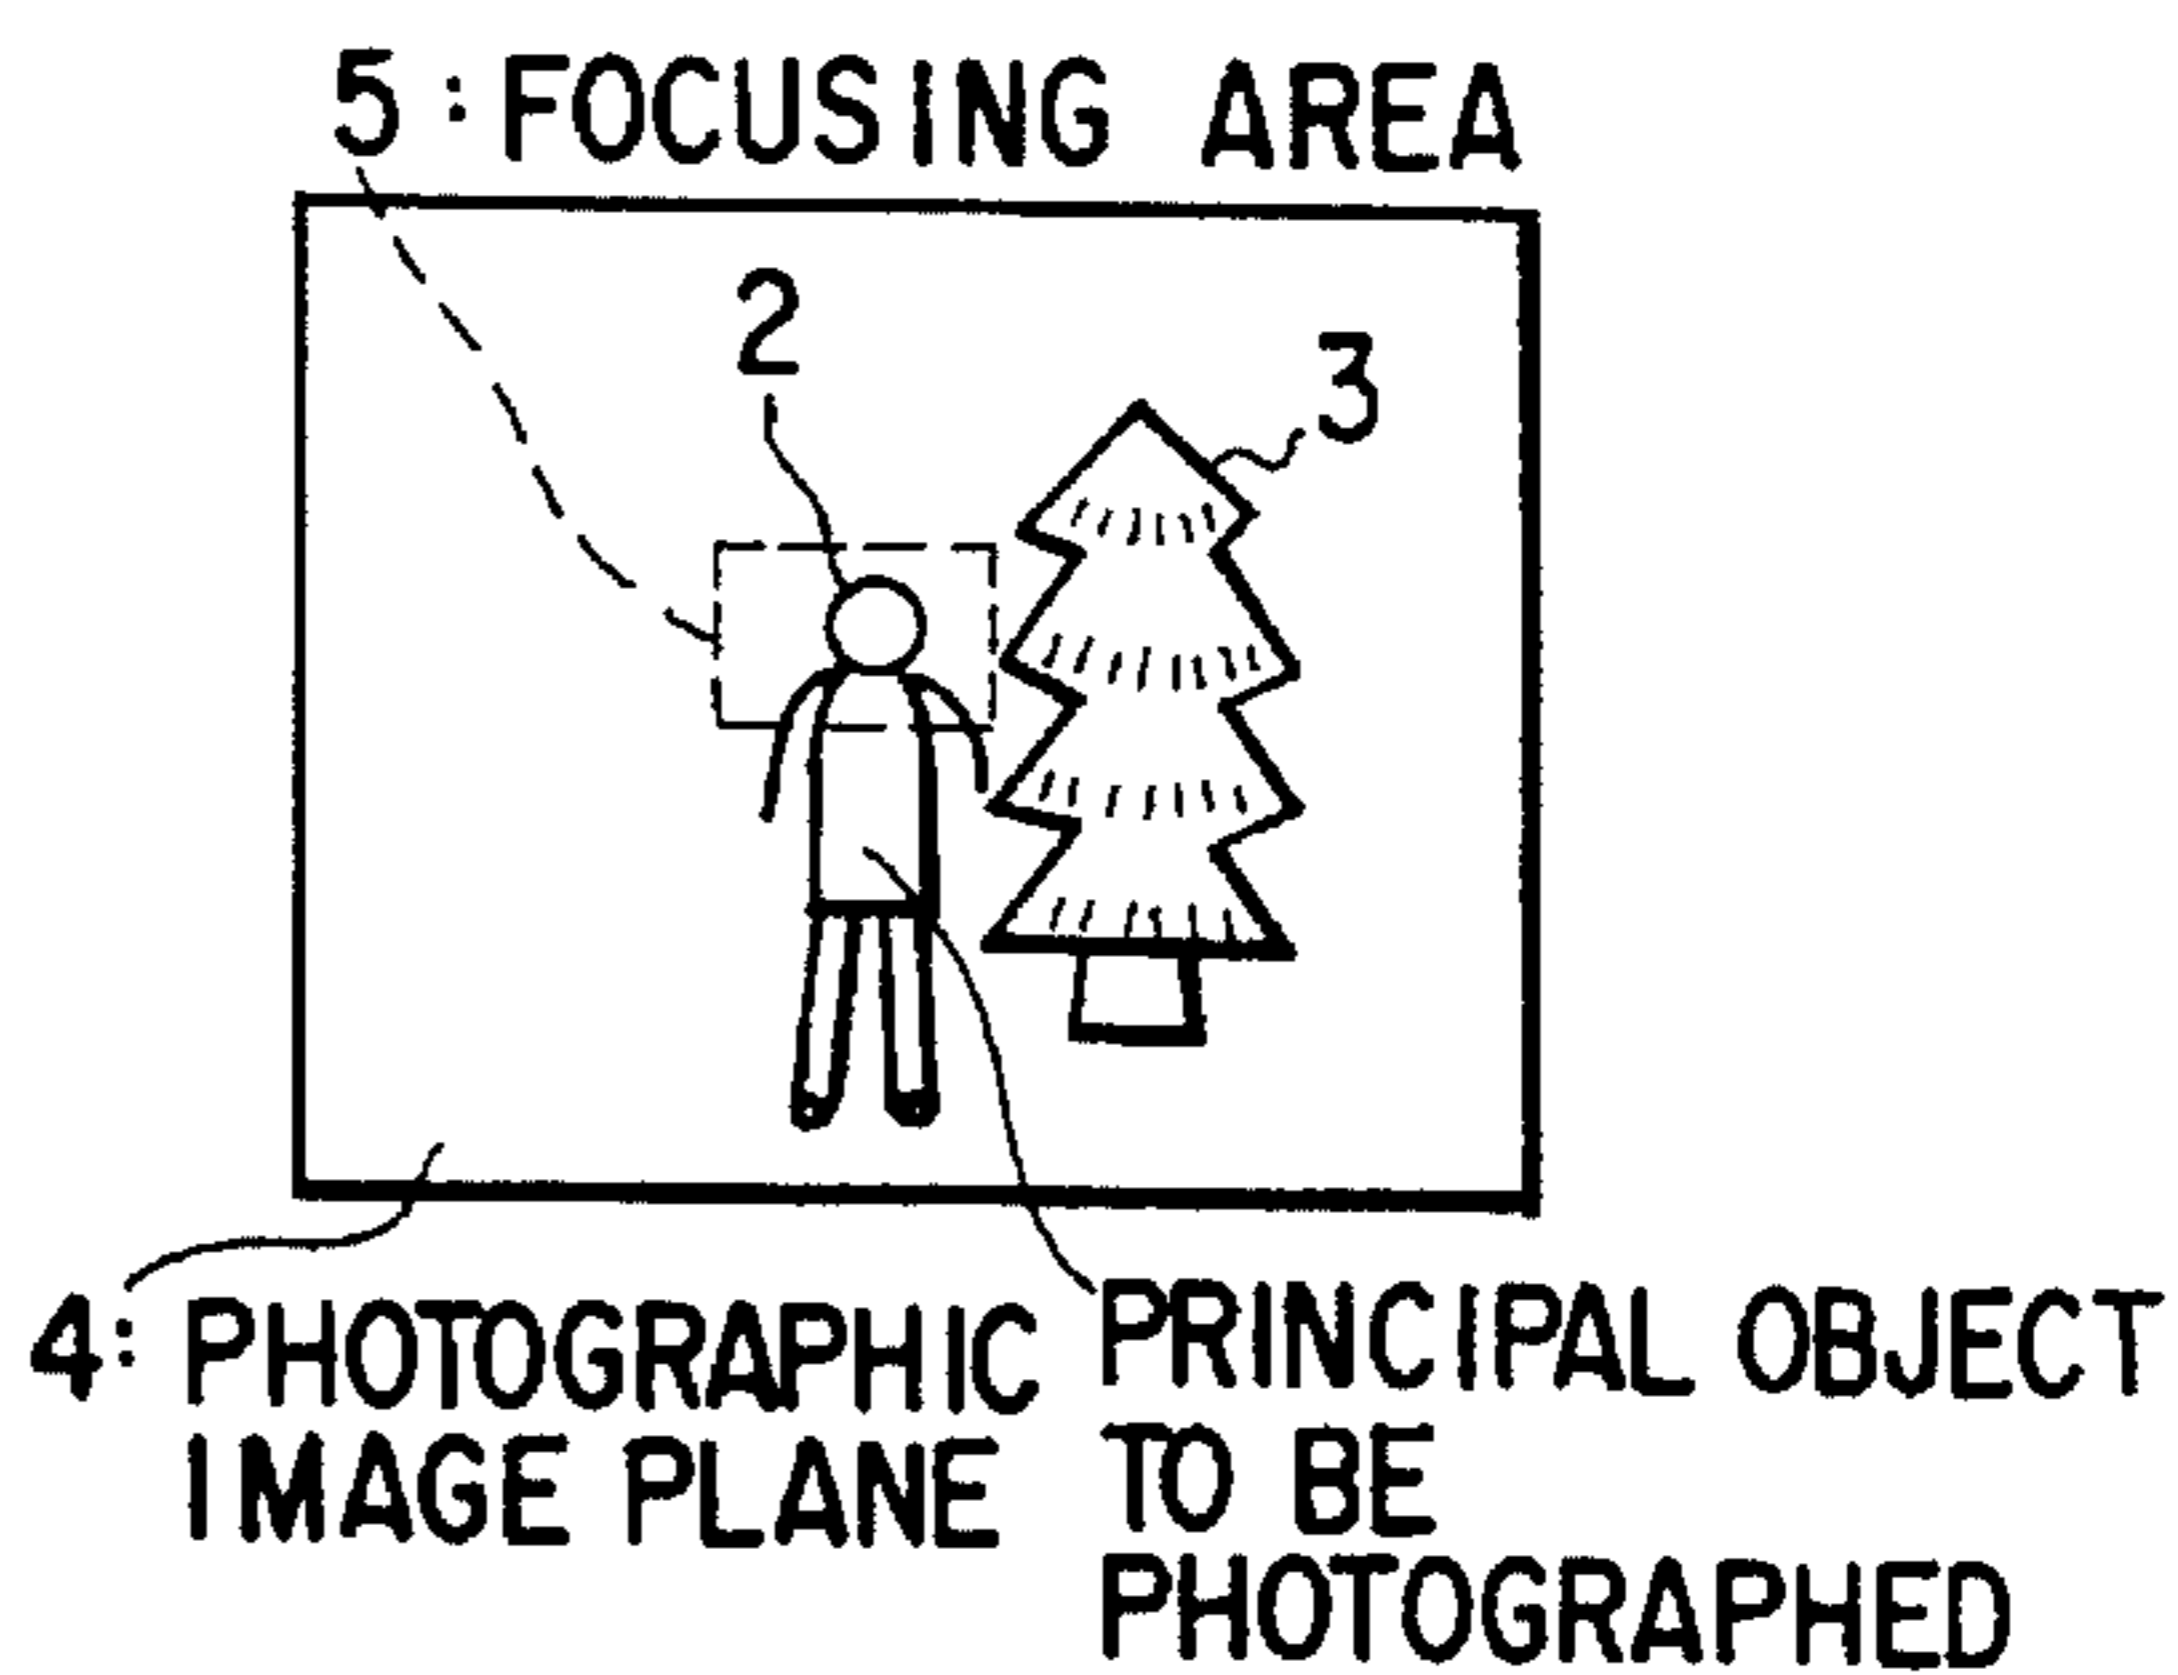 5: FOCUSING AREA
2
3
4: PHOTOGRAPHIC
IMAGE PLANE
PRINCIPAL OBJECT
TO BE
PHOTOGRAPHED